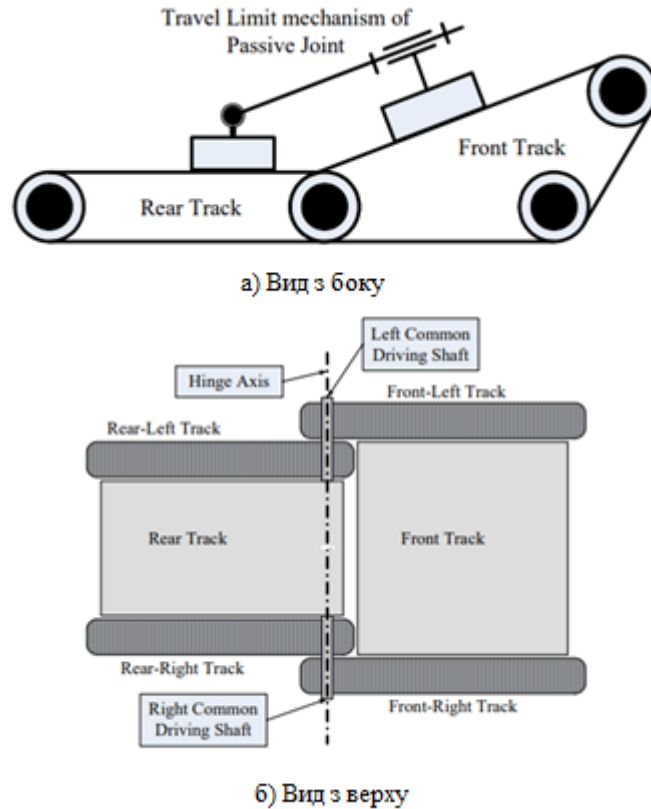 Travel Limit mechanism of
Passive Joint
Front Track
Rear Track
а) Вид з боку
Left Common
Driving Shaft
Hinge Axis
Front-Left Track
Rear-Left Track
Rear Track
Front Track
Rear-Right Track
Front-Right Track
Right Common
Driving Shaft
б) Вид з верху